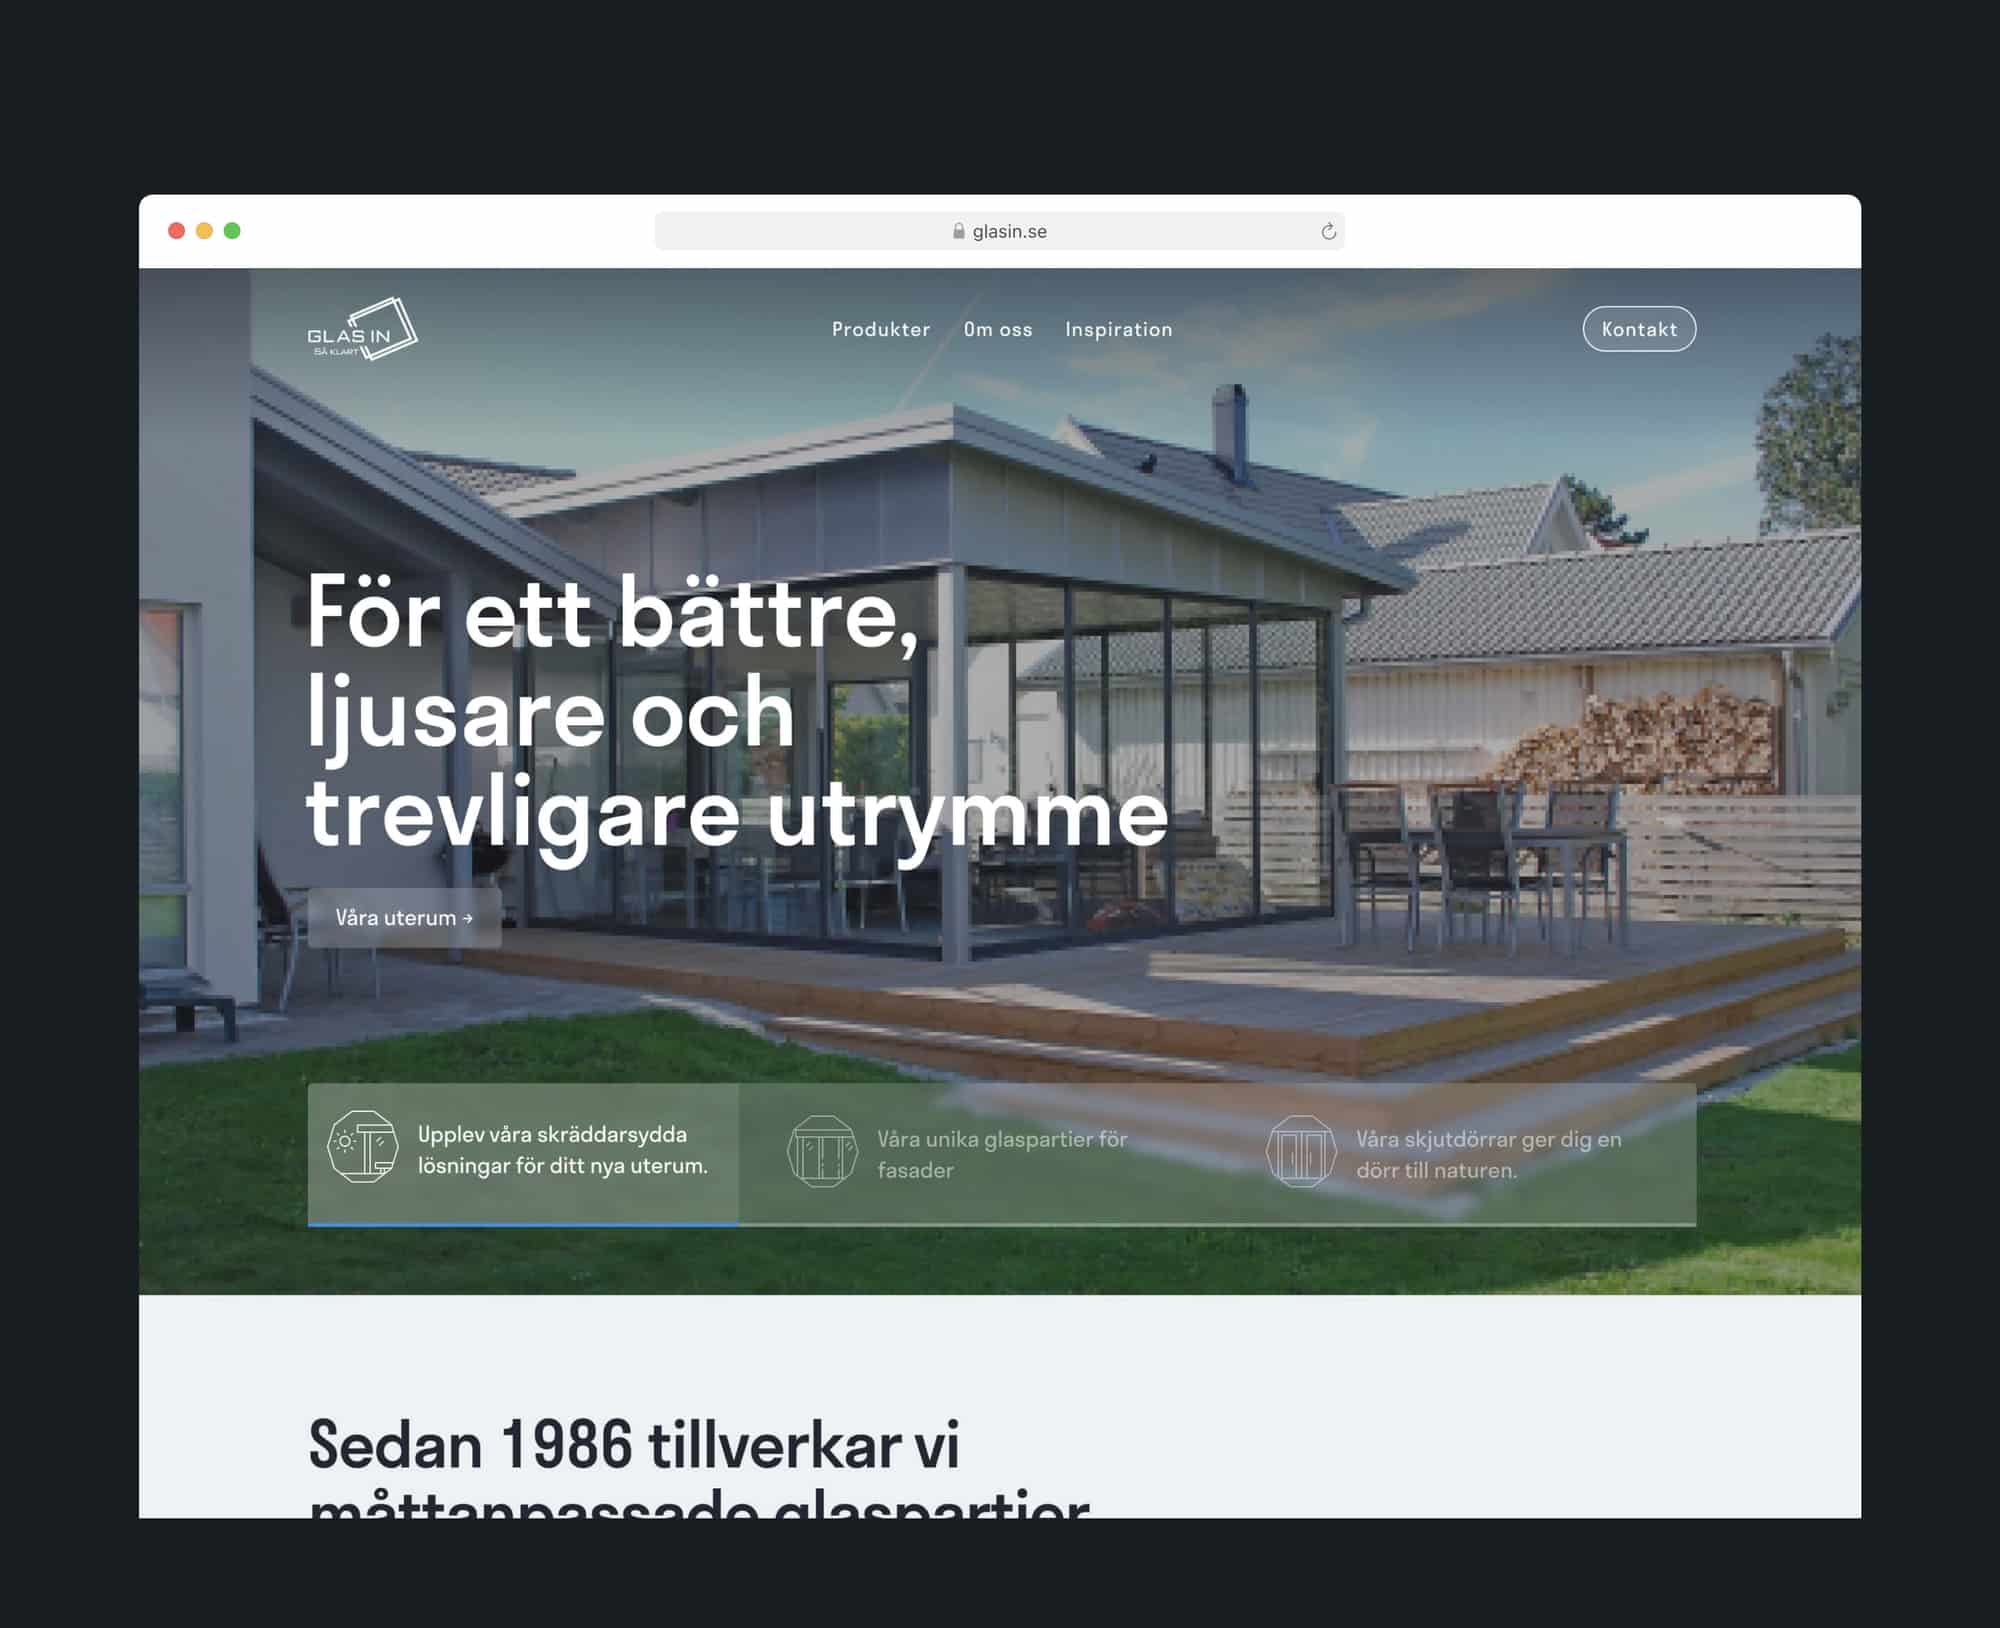 glasin.se
GLAS IN
SÅ KLART
Produkter Om oss Inspiration
Kontakt
För ett bättre,
ljusare och
trevligare utrymme
Våra uterum →
Upplev våra skräddarsydda
lösningar för ditt nya uterum.
Våra unika glaspartier för
fasader
Våra skjutdörrar ger dig en
dörr till naturen.
Sedan 1986 tillverkar vi
måttanpassade glaspartier